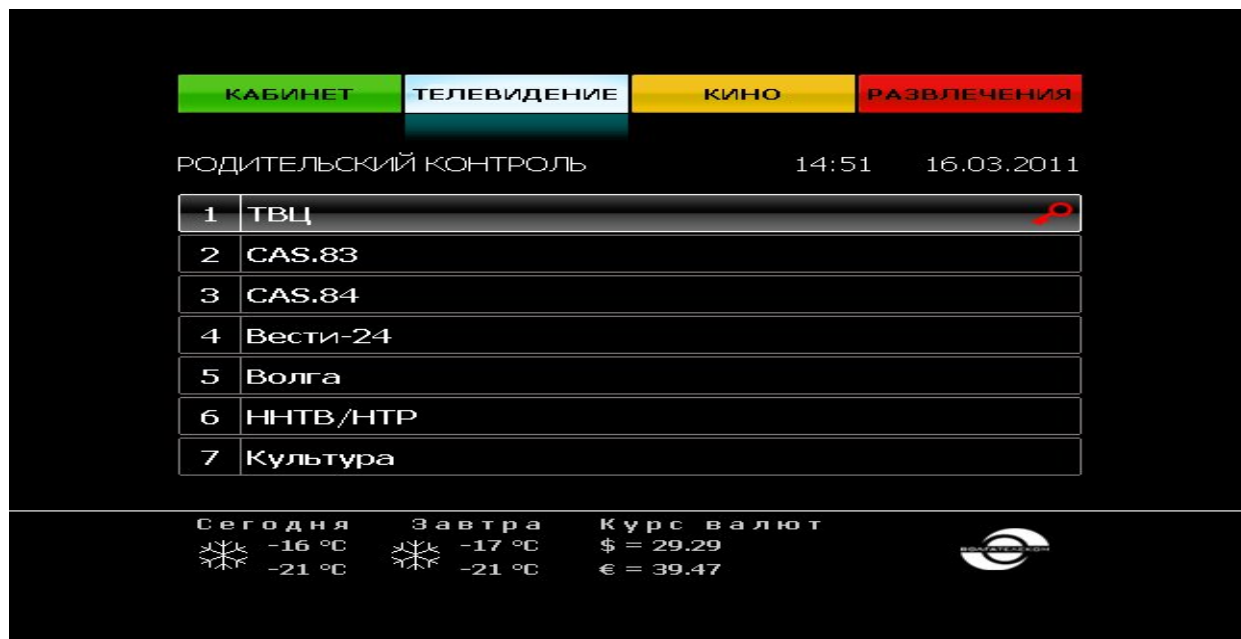 КАБИНЕТ ТЕЛЕВИДЕНИЕ КИНО РАЗВЛЕЧЕНИЯ
РОДИТЕЛЬСКИЙ КОНТРОЛЬ 14:51 16.03.2011
1 ТВЦ
2 CAS.83
3 CAS.84
4 Вести-24
5 Волга
6 ННТВ/НТР
7 Культура
Сегодня Завтра Курс валют
-16 °C -17 °C $ = 29.29
-21 °C -21 °C € = 39.47
ВОЛГАТЕЛЕКОМ